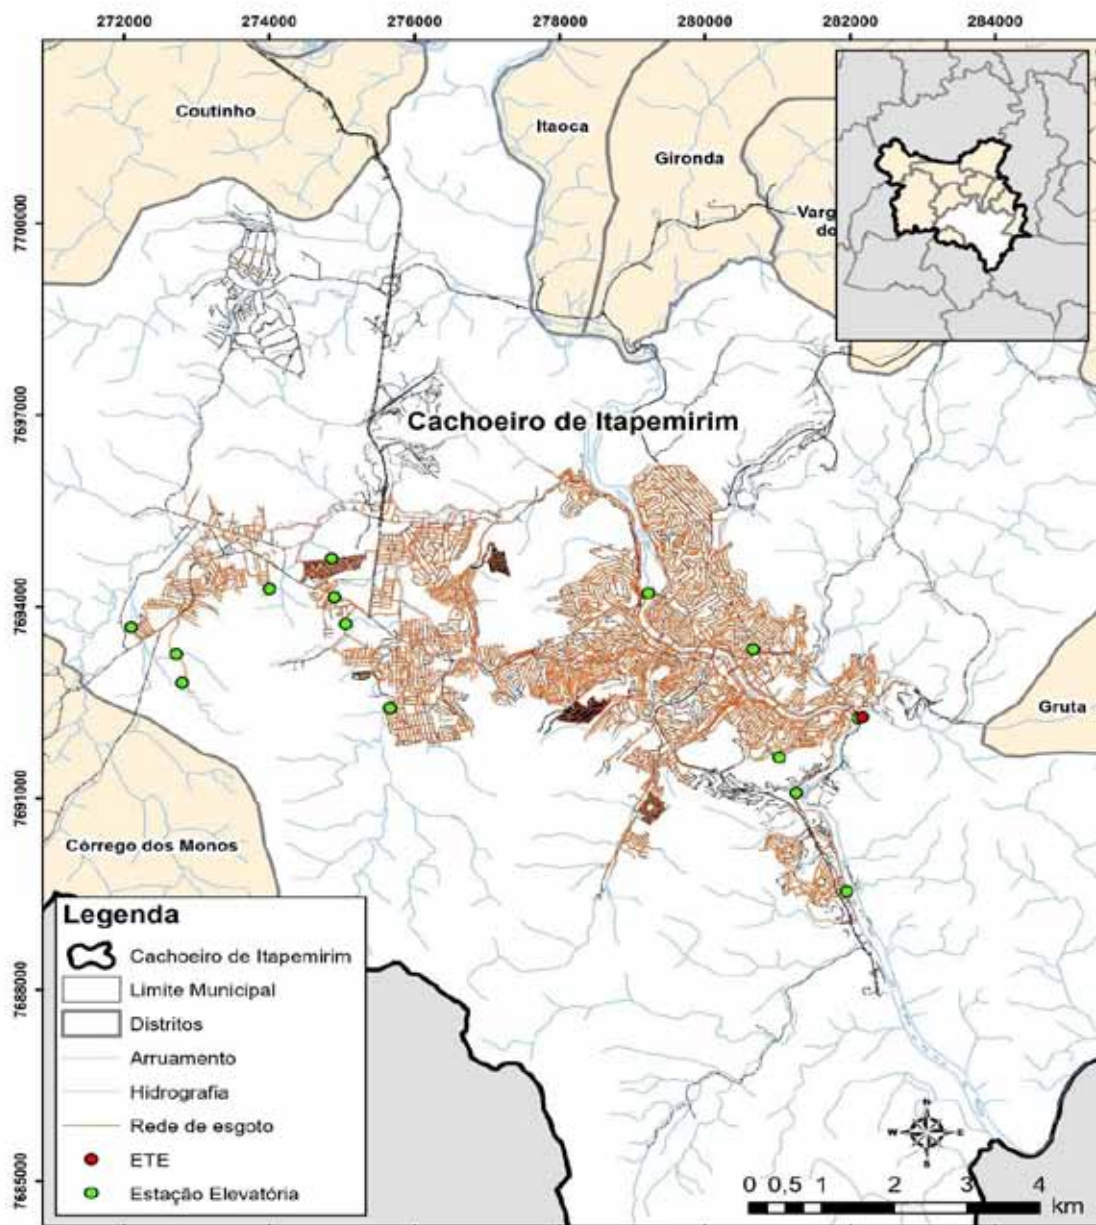 272000 274000 276000 278000 280000 282000 284000
7700000
7697000
7694000
7691000
7688000
7685000
Coutinho
Itaoca
Gironda
Varg
do
Cachoeiro de Itapemirim
Gruta
Córrego dos Monos
Legenda
Cachoeiro de Itapemirim
Limite Municipal
Distritos
Arruamento
Hidrografia
Rede de esgoto
ETE
Estação Elevatória
N
W E
S
0 0,5 1 2 3 4
km